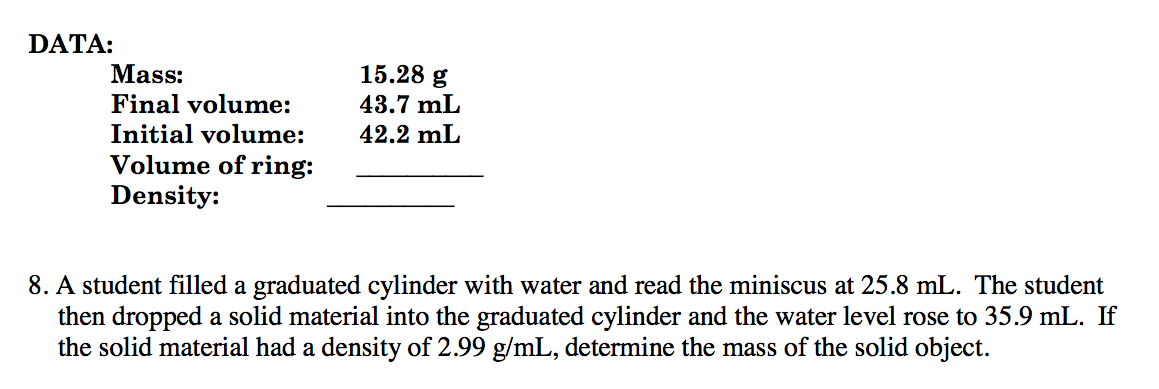 DATA:
Mass: 15.28 g
Final volume: 43.7 mL
Initial volume: 42.2 mL
Volume of ring: __________
Density: __________
8. A student filled a graduated cylinder with water and read the miniscus at 25.8 mL. The student
then dropped a solid material into the graduated cylinder and the water level rose to 35.9 mL. If
the solid material had a density of 2.99 g/mL, determine the mass of the solid object.